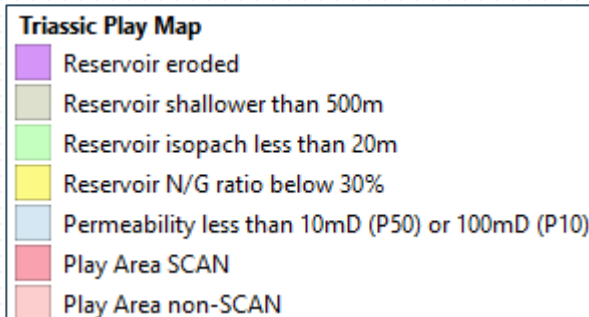 Triassic Play Map
Reservoir eroded
Reservoir shallower than 500m
Reservoir isopach less than 20m
Reservoir N/G ratio below 30%
Permeability less than 10mD (P50) or 100mD (P10)
Play Area SCAN
Play Area non-SCAN